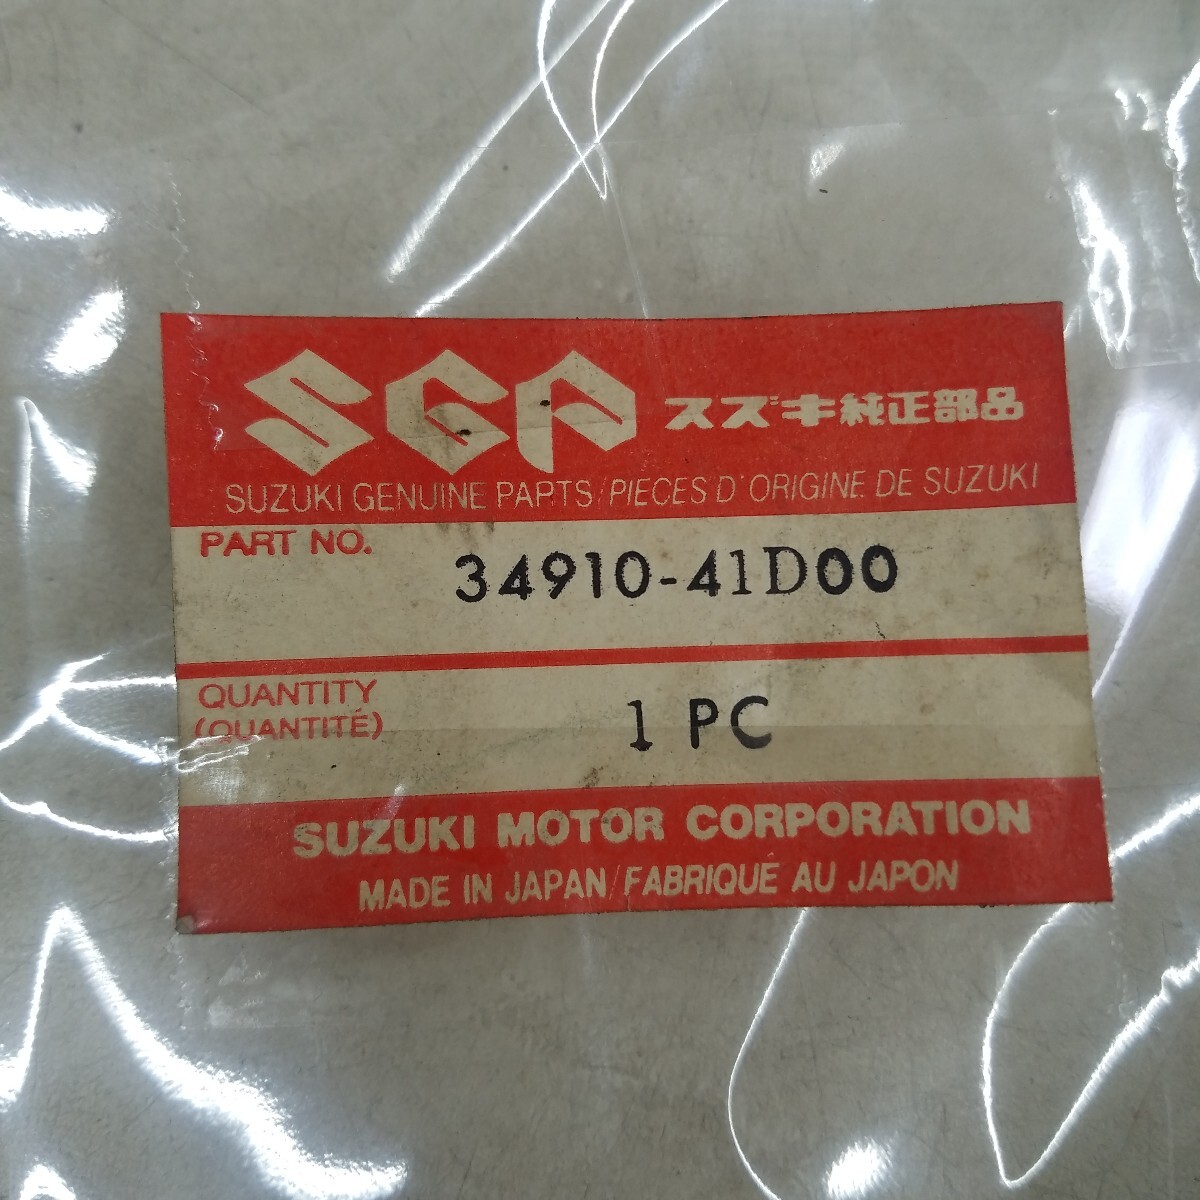 SGP スズキ純正部品
SUZUKI GENUINE PARTS/PIECES D'ORIGINE DE SUZUKI
PART NO. 34910-41D00
QUANTITY
(QUANTITÉ) 1 PC
SUZUKI MOTOR CORPORATION
MADE IN JAPAN/FABRIQUÉ AU JAPON